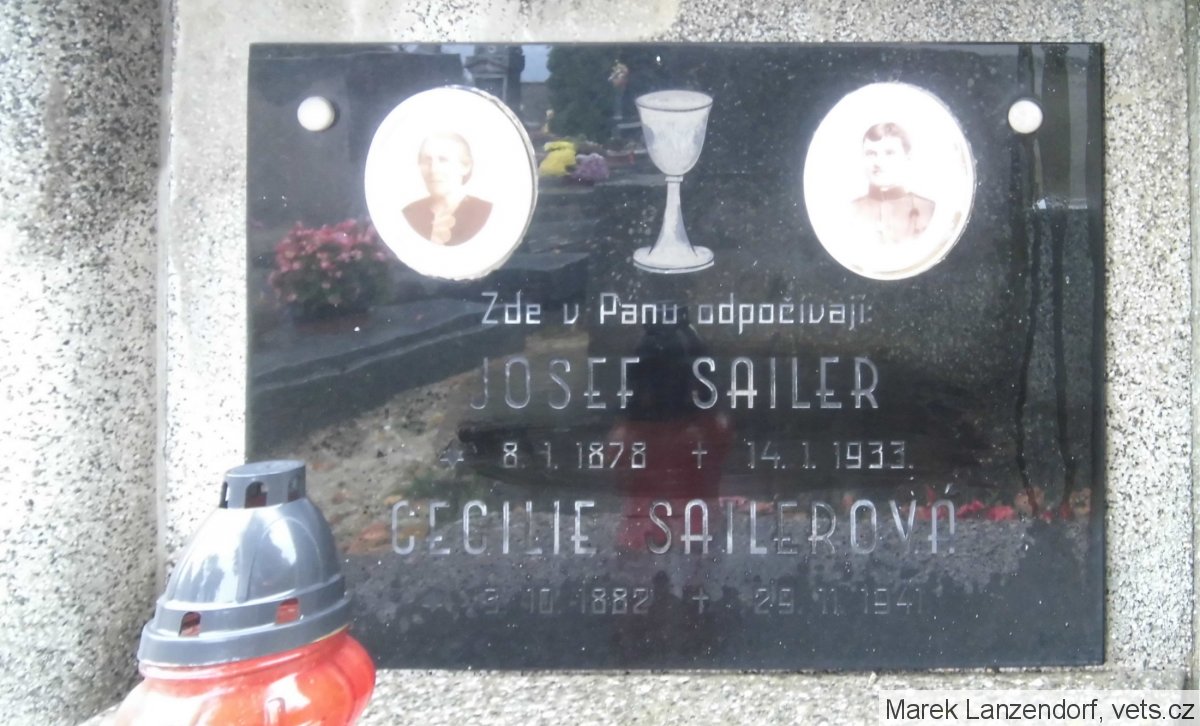 Zde v Pánu odpočívají:
JOSEF SAILER
* 8. 1. 1878 † 14. 1. 1933.
CECILIE SAILEROVÁ
3. 10. 1882 † 29. 11. 1941
Marek Lanzendorf, vets.cz